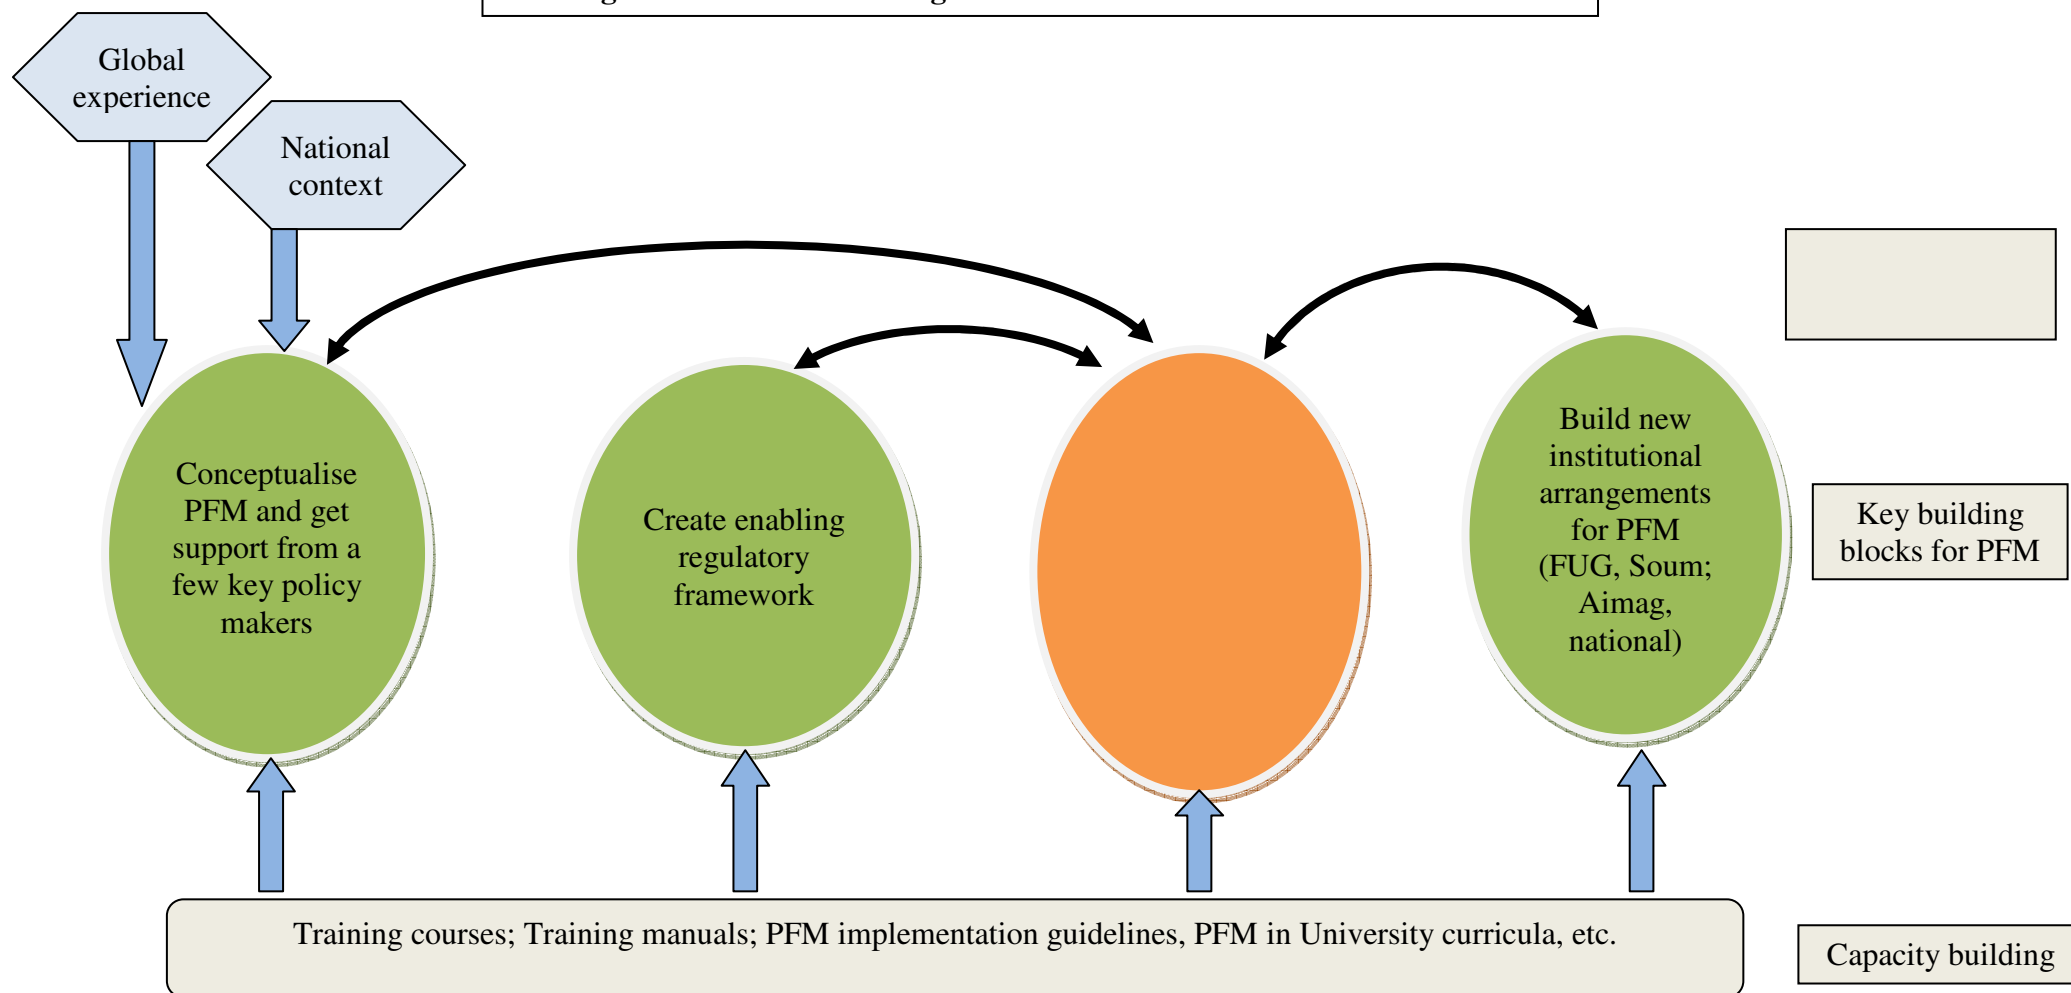 Global
experience
National
context
Conceptualise
PFM and get
support from a
few key policy
makers
Create enabling
regulatory
framework
Build new
institutional
arrangements
for PFM
(FUG, Soum;
Aimag,
national)
Key building
blocks for PFM
Training courses; Training manuals; PFM implementation guidelines, PFM in University curricula, etc.
Capacity building